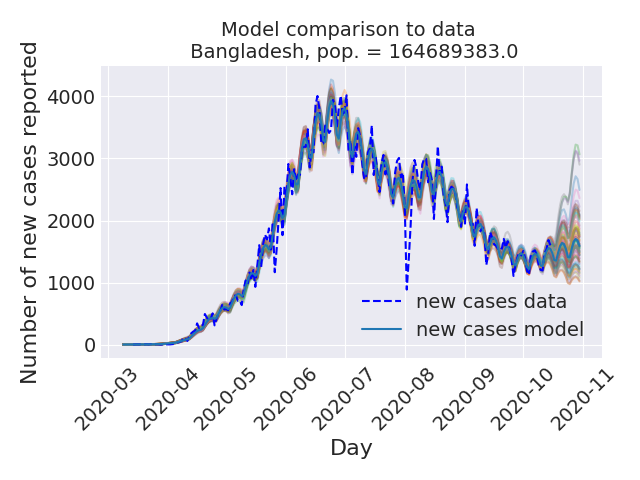 Model comparison to data
Bangladesh, pop. = 164689383.0
Number of new cases reported
4000
3000
2000
1000
0
new cases data
new cases model
2020-03
2020-04
2020-05
2020-06
2020-07
2020-08
2020-09
2020-10
2020-11
Day